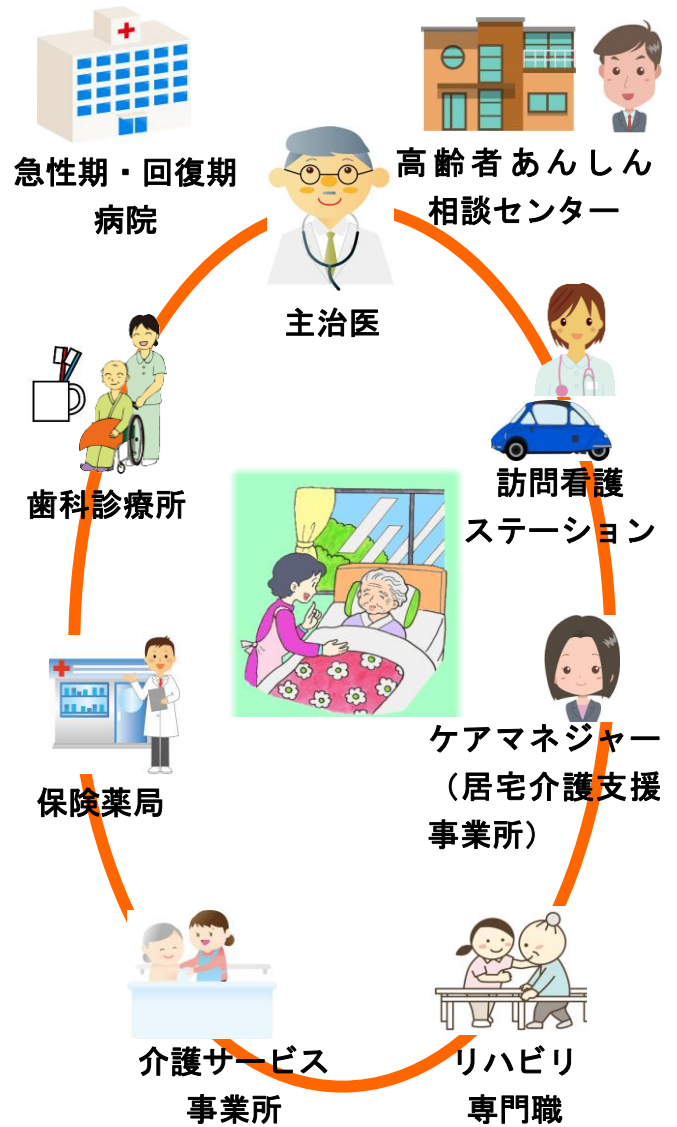 急性期・回復期
病院
高齢者あんしん
相談センター
主治医
訪問看護
ステーション
歯科診療所
ケアマネジャー
（居宅介護支援
事業所）
保険薬局
介護サービス
事業所
リハビリ
専門職